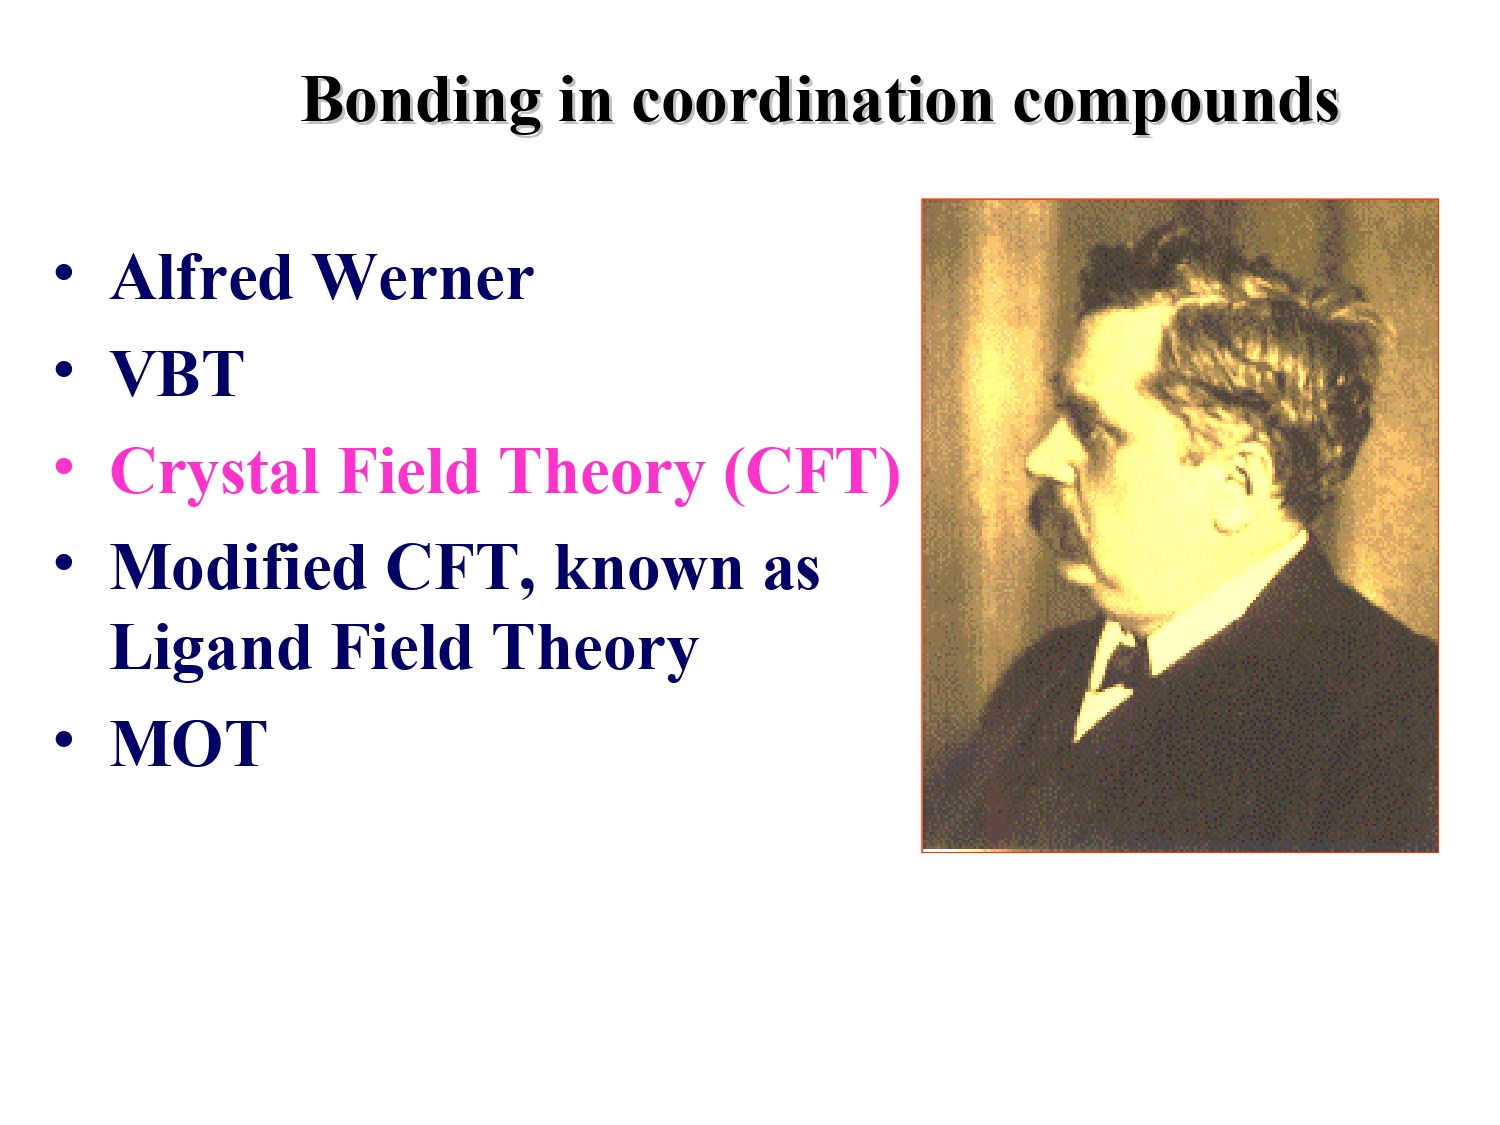 Bonding in coordination compounds
• Alfred Werner
• VBT
• Crystal Field Theory (CFT)
• Modified CFT, known as
Ligand Field Theory
• MOT